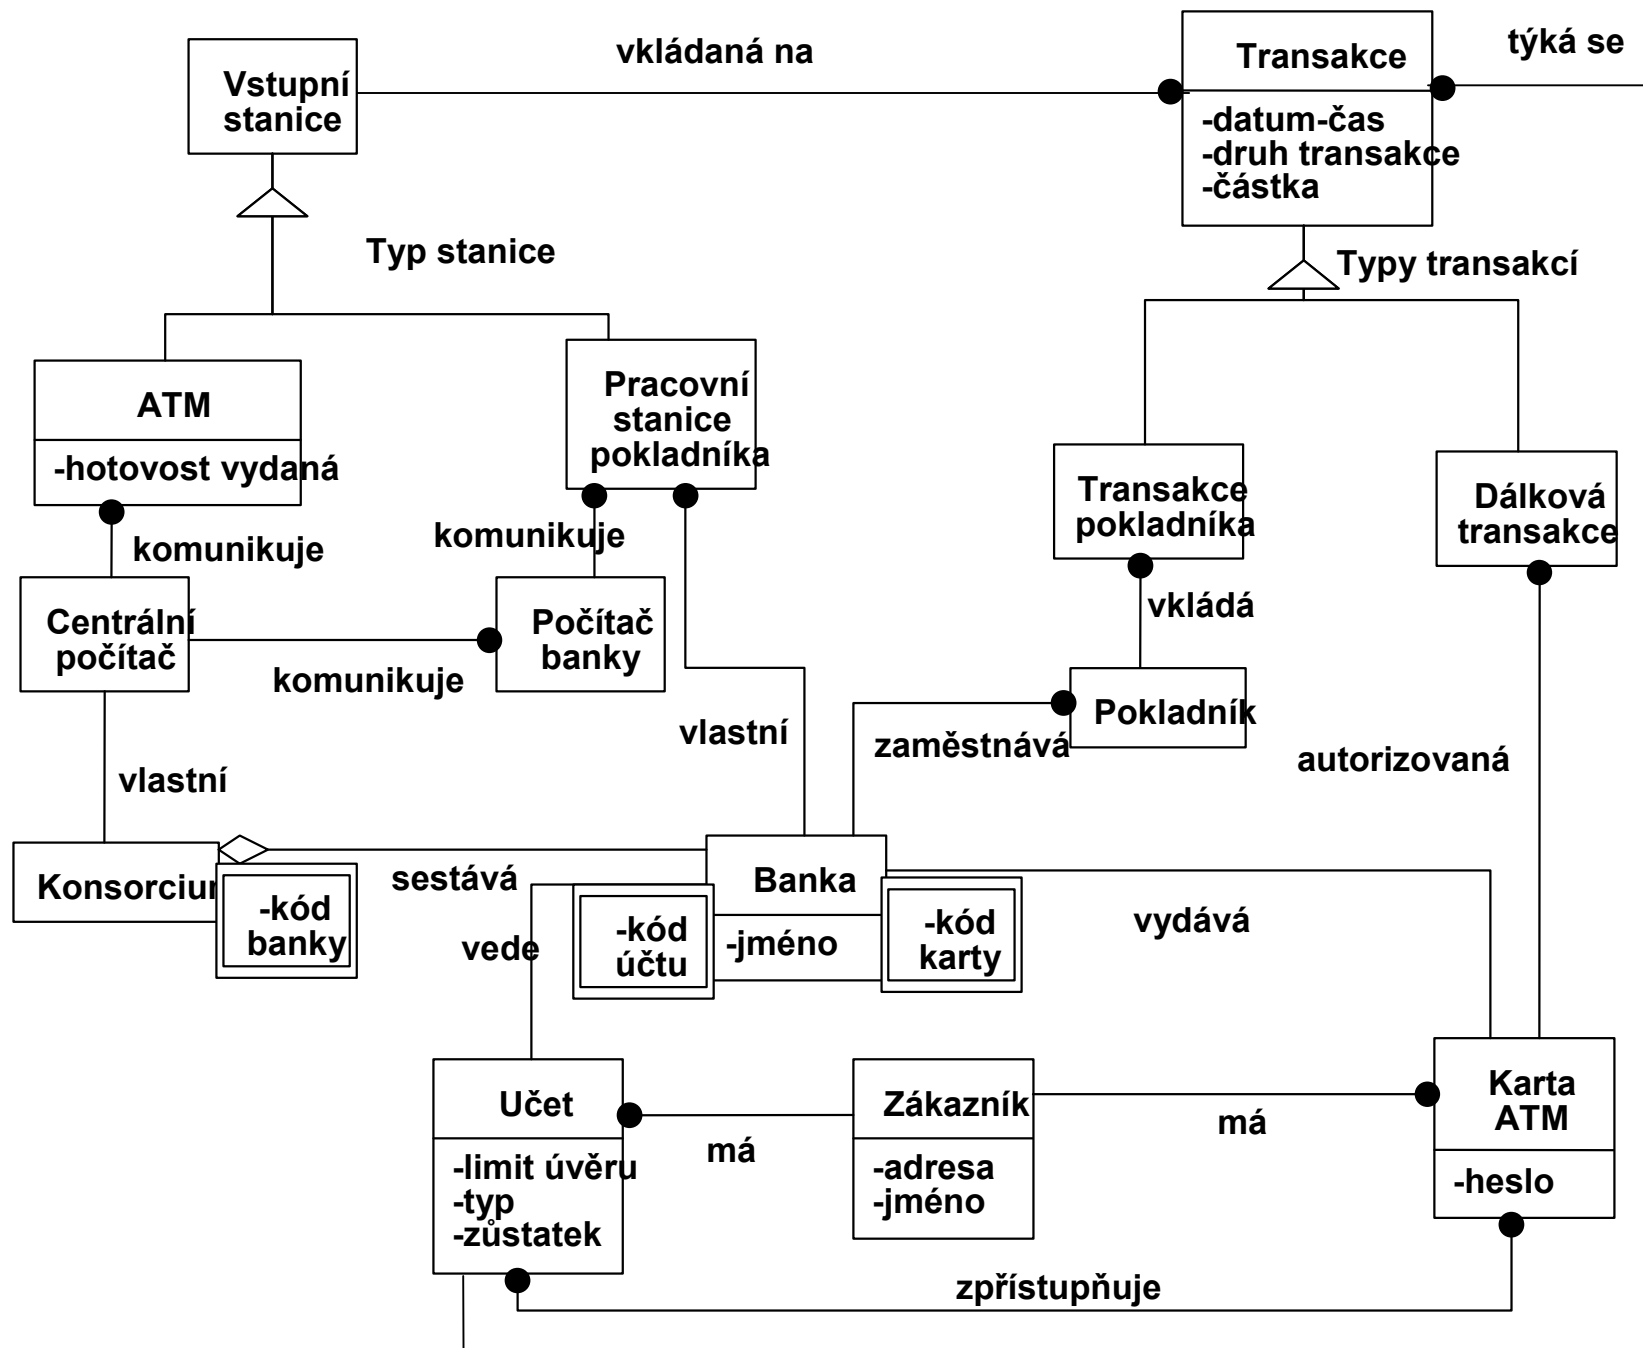 vkládaná na
týká se
Vstupní
stanice
Transakce
-datum-čas
-druh transakce
-částka
Typ stanice
Typy transakcí
ATM
-hotovost vydaná
Pracovní
stanice
pokladníka
Transakce
pokladníka
Dálková
transakce
komunikuje
komunikuje
vkládá
Centrální
počítač
Počítač
banky
komunikuje
Pokladník
vlastní
zaměstnává
autorizovaná
vlastní
Konsorciu
-kód
banky
sestává
Banka
-jméno
-kód
účtu
-kód
karty
vede
vydává
Učet
-limit úvěru
-typ
-zůstatek
má
Zákazník
-adresa
-jméno
má
Karta
ATM
-heslo
zpřístupňuje